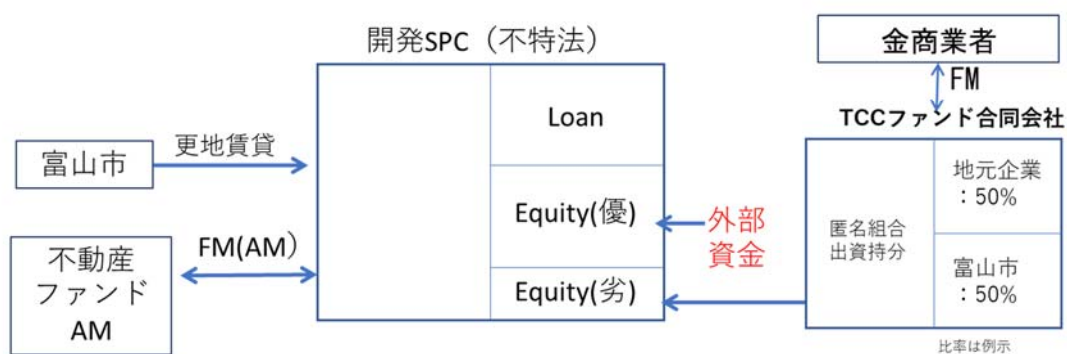 開発SPC（不特法）
金商業者
FM
TCCファンド合同会社
富山市
更地賃貸
Loan
Equity(優)
外部
資金
Equity(劣)
不動産
ファンド
AM
FM(AM）
匿名組合
出資持分
地元企業
：50%
富山市
：50%
比率は例示